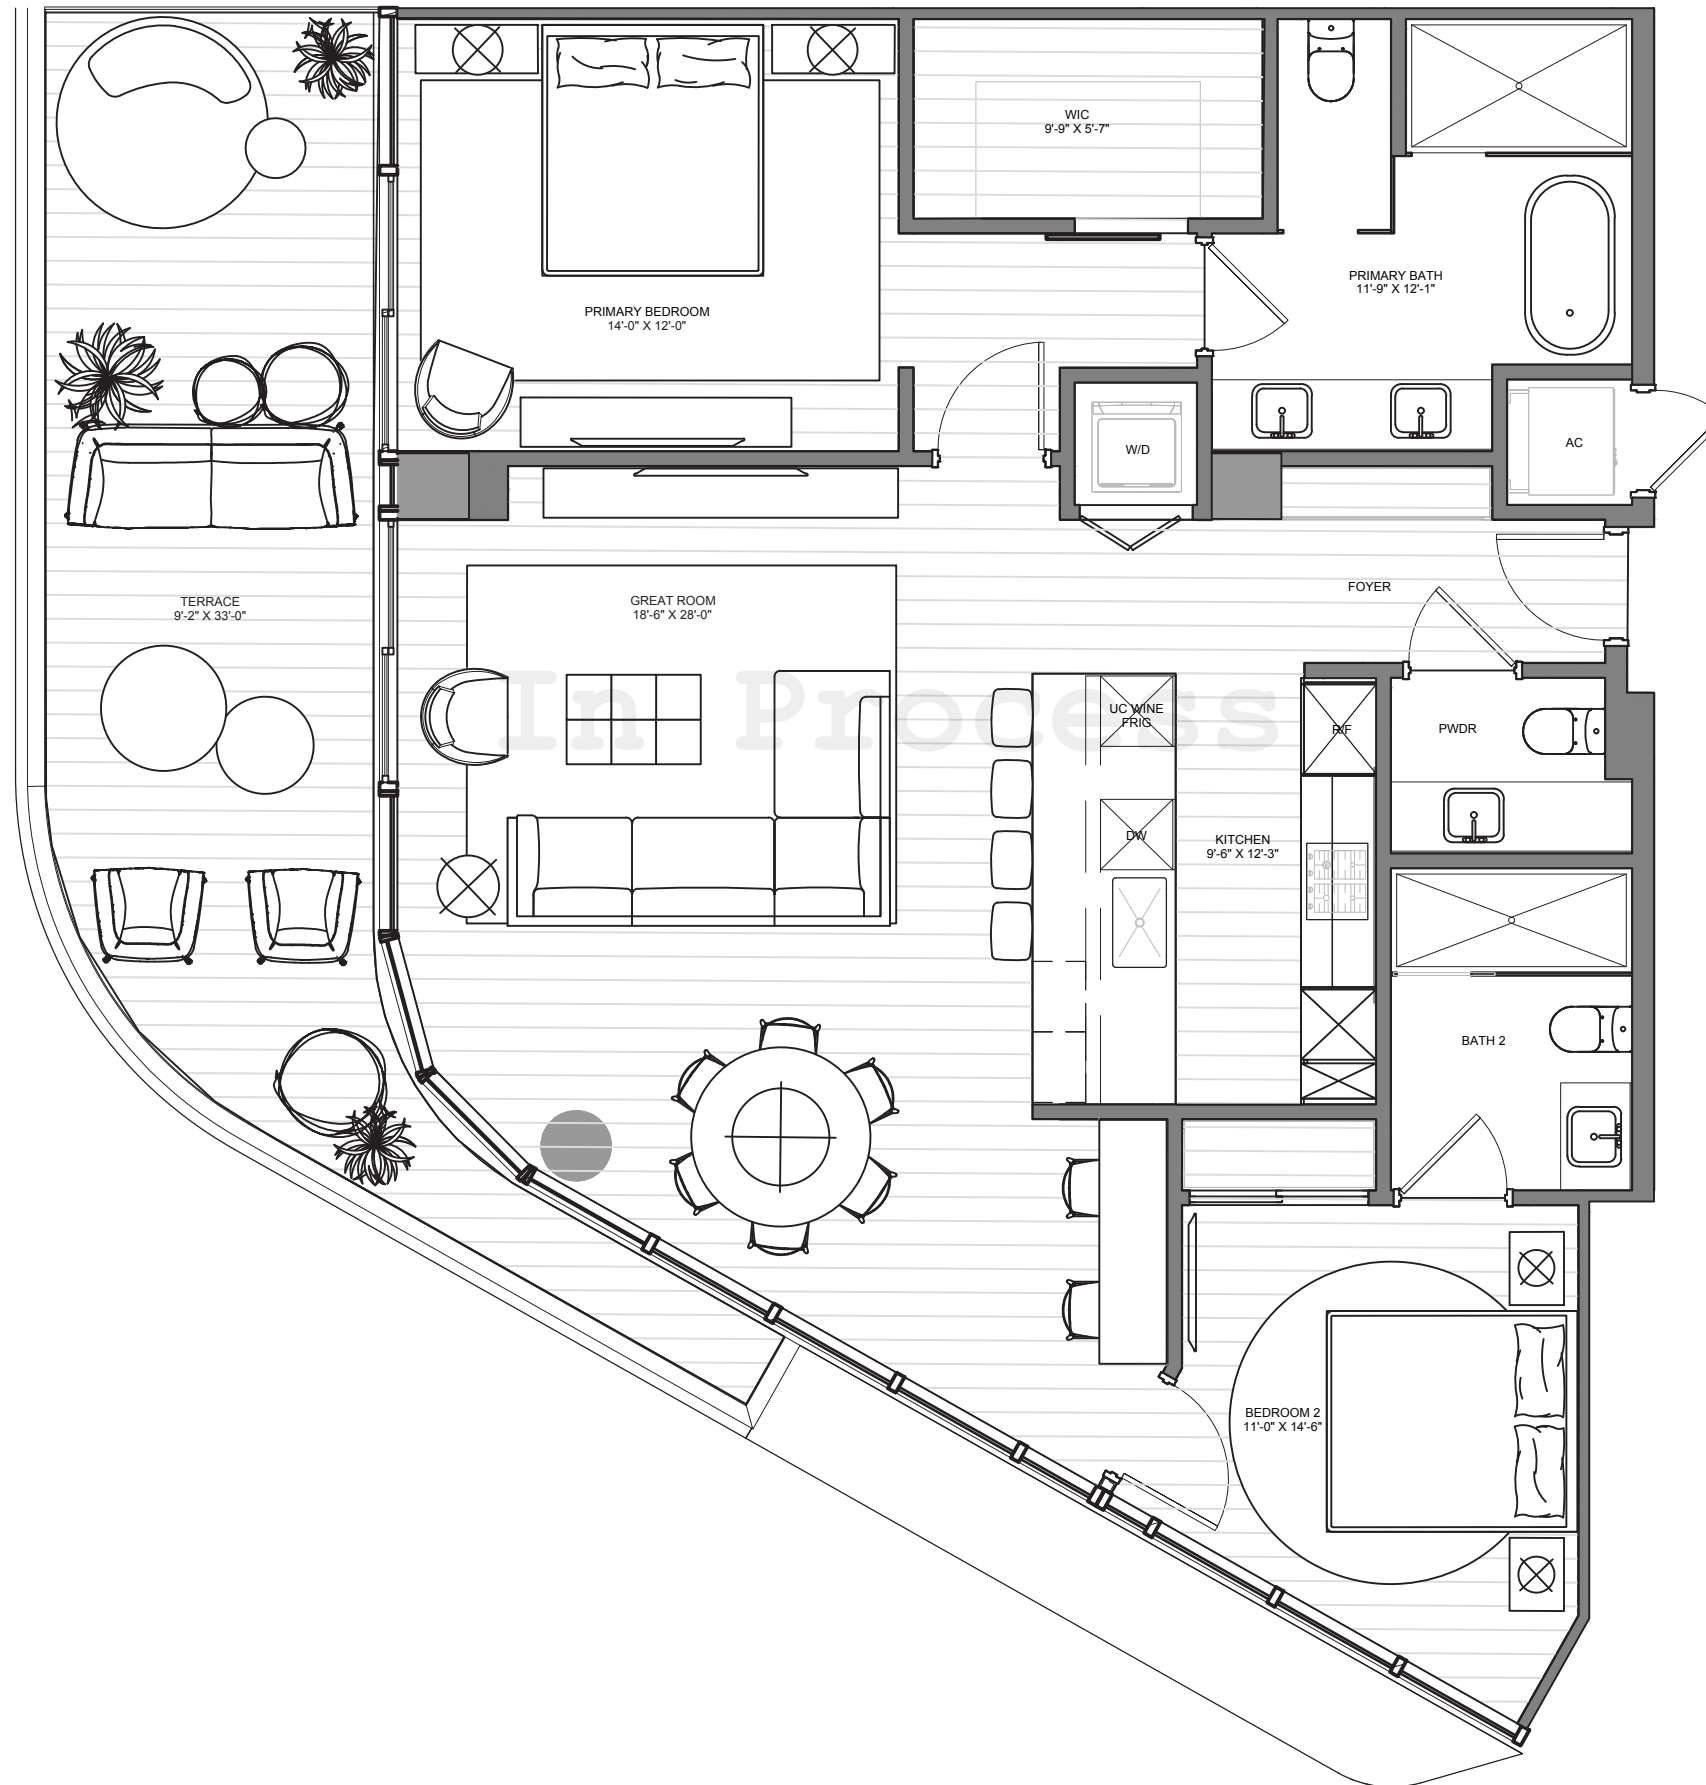 WIC
9'-9" X 5'-7"
PRIMARY BATH
11'-9" X 12'-1"
PRIMARY BEDROOM
14'-0" X 12'-0"
W/D
AC
FOYER
TERRACE
9'-2" X 33'-0"
GREAT ROOM
18'-6" X 28'-0"
In Process
UC WINE
FRIG
R/F
PWDR
DW
KITCHEN
9'-6" X 12'-3"
BATH 2
BEDROOM 2
11'-0" X 14'-6"